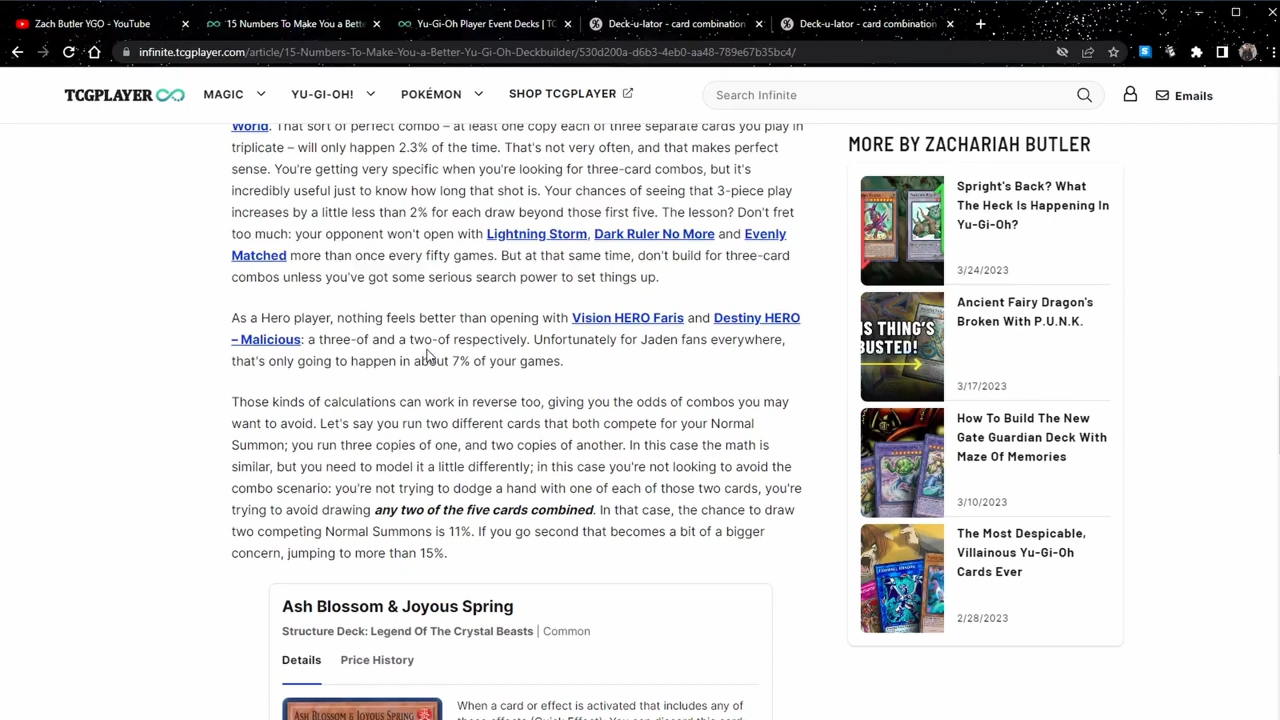 Zach Butler YGO - YouTube
15 Numbers To Make You a Bett
Yu-Gi-Oh Player Event Decks | TC
Deck-u-lator - card combination
Deck-u-lator - card combination
infinite.tcgplayer.com/article/15-Numbers-To-Make-You-a-Better-Yu-Gi-Oh-Deckbuilder/530d200a-d6b3-4eb0-aa48-789e67b35bc4/
TCGPLAYER
MAGIC
YU-GI-OH!
POKÉMON
SHOP TCGPLAYER
Search Infinite
Emails
World. That sort of perfect combo – at least one copy each of three separate cards you play in
triplicate – will only happen 2.3% of the time. That's not very often, and that makes perfect
sense. You're getting very specific when you're looking for three-card combos, but it's
incredibly useful just to know how long that shot is. Your chances of seeing that 3-piece play
increases by a little less than 2% for each draw beyond those first five. The lesson? Don't fret
too much: your opponent won't open with Lightning Storm, Dark Ruler No More and Evenly
Matched more than once every fifty games. But at that same time, don't build for three-card
combos unless you've got some serious search power to set things up.
As a Hero player, nothing feels better than opening with Vision HERO Faris and Destiny HERO
– Malicious: a three-of and a two-of respectively. Unfortunately for Jaden fans everywhere,
that's only going to happen in about 7% of your games.
Those kinds of calculations can work in reverse too, giving you the odds of combos you may
want to avoid. Let's say you run two different cards that both compete for your Normal
Summon; you run three copies of one, and two copies of another. In this case the math is
similar, but you need to model it a little differently; in this case you're not looking to avoid the
combo scenario: you're not trying to dodge a hand with one of each of those two cards, you're
trying to avoid drawing any two of the five cards combined. In that case, the chance to draw
two competing Normal Summons is 11%. If you go second that becomes a bit of a bigger
concern, jumping to more than 15%.
Ash Blossom & Joyous Spring
Structure Deck: Legend Of The Crystal Beasts | Common
Details
Price History
ASH BLOSSOM & JOYOUS SPRING
When a card or effect is activated that includes any of
MORE BY ZACHARIAH BUTLER
Spright's Back? What
The Heck Is Happening In
Yu-Gi-Oh?
3/24/2023
IS THING'S
BUSTED!
Ancient Fairy Dragon's
Broken With P.U.N.K.
3/17/2023
How To Build The New
Gate Guardian Deck With
Maze Of Memories
3/10/2023
The Most Despicable,
Villainous Yu-Gi-Oh
Cards Ever
2/28/2023